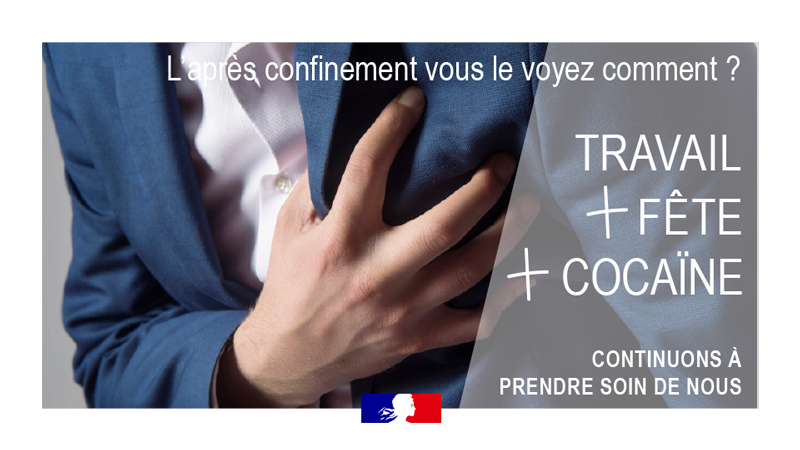 L'après confinement vous le voyez comment ?
TRAVAIL
+ FÊTE
+ COCAÏNE
CONTINUONS À
PRENDRE SOIN DE NOUS